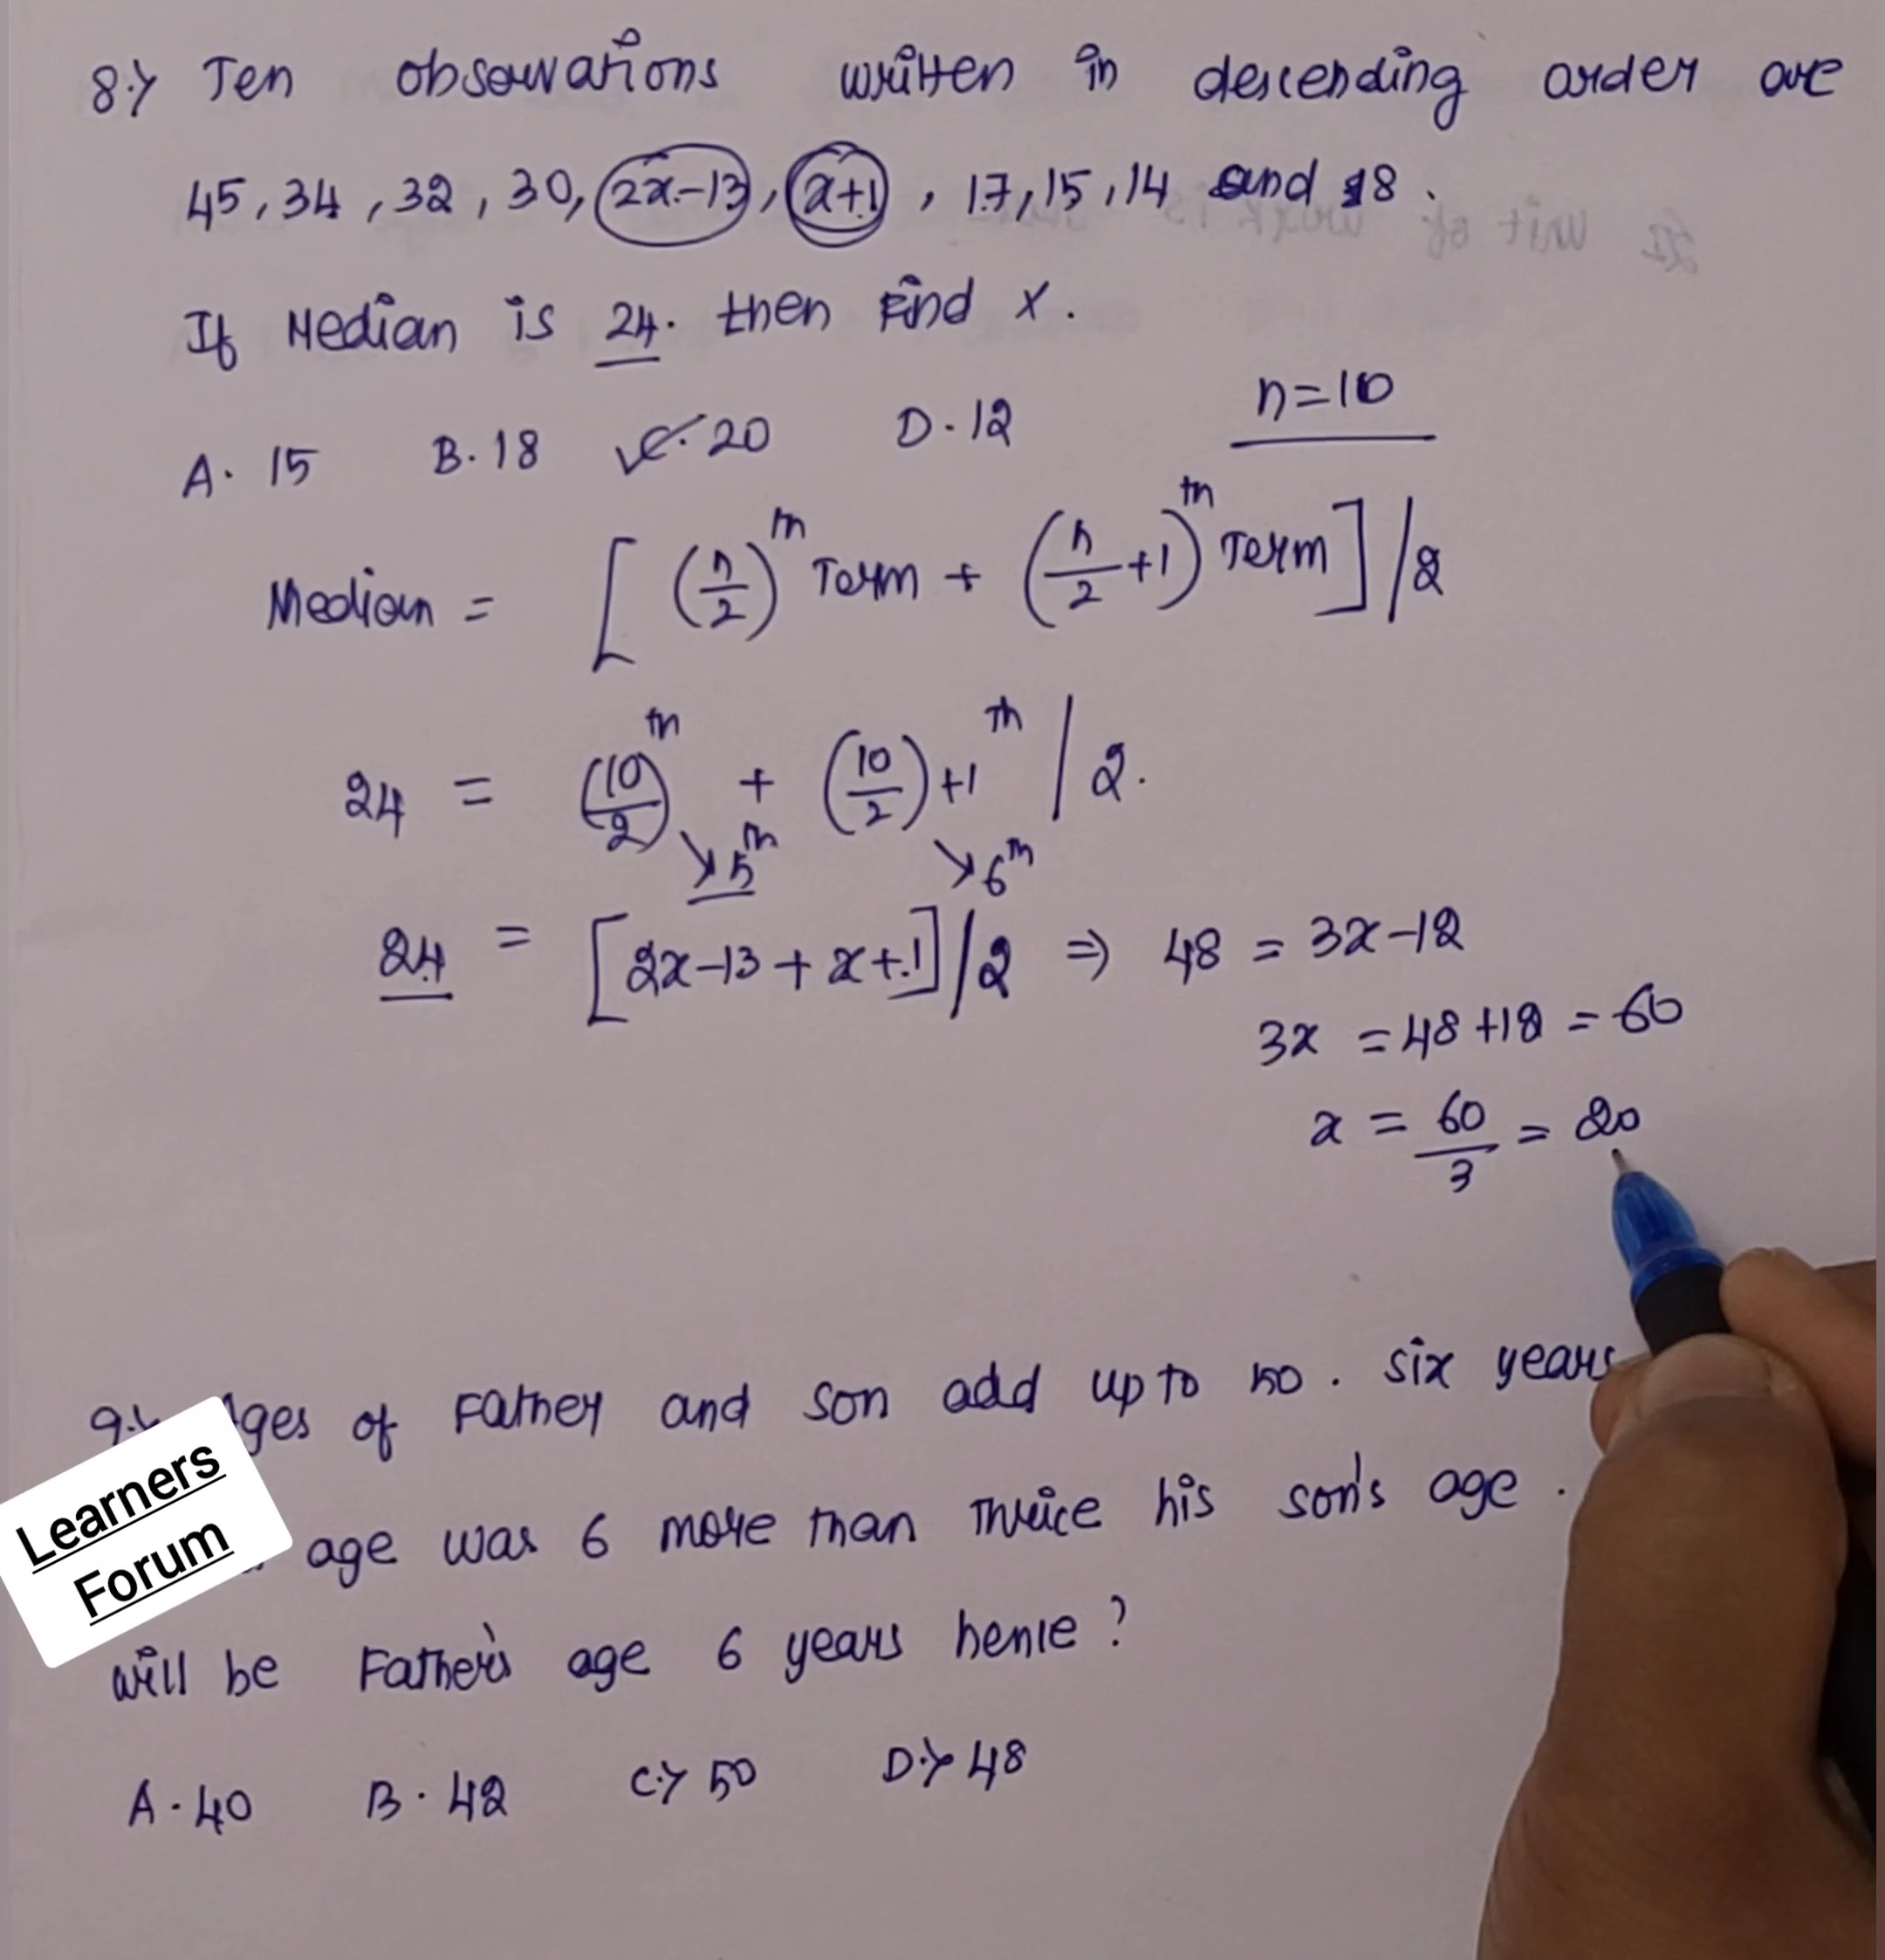 8.) Ten observations written in descending order are
45, 34, 32, 30, 2x-13, x+1, 17, 15, 14 and 8.
If Median is 24. then Find x.
n=10
A. 15 B. 18 C. 20 D. 12
Median = [(n/2)th Term + (n/2+1)th Term]/2
24 = (10/2)th + (10/2)+1th / 2.
5th 6th
24 = [2x-13+x+1]/2 ⇒ 48 = 3x-12
3x = 48+12 = 60
x = 60/3 = 20
9.) Ages of Father and son add up to 50. six years
age was 6 more than Thrice his son's age.
will be Father's age 6 years hence?
A. 40 B. 42 C.) 50 D.) 48
Learners
Forum